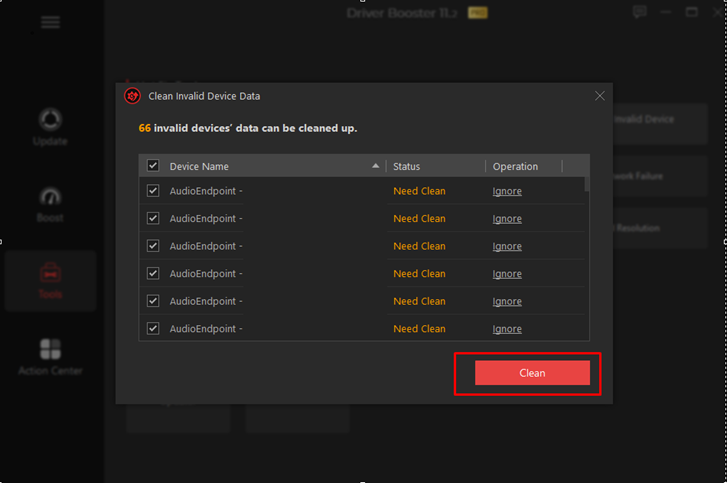 Driver Booster 11.2 PRO
Clean Invalid Device Data
66 invalid devices’ data can be cleaned up.
Device Name Status Operation
AudioEndpoint - Need Clean Ignore
AudioEndpoint - Need Clean Ignore
AudioEndpoint - Need Clean Ignore
AudioEndpoint - Need Clean Ignore
AudioEndpoint - Need Clean Ignore
AudioEndpoint - Need Clean Ignore
Clean
Update
Boost
Tools
Action Center
Invalid Device
Failure
Resolution